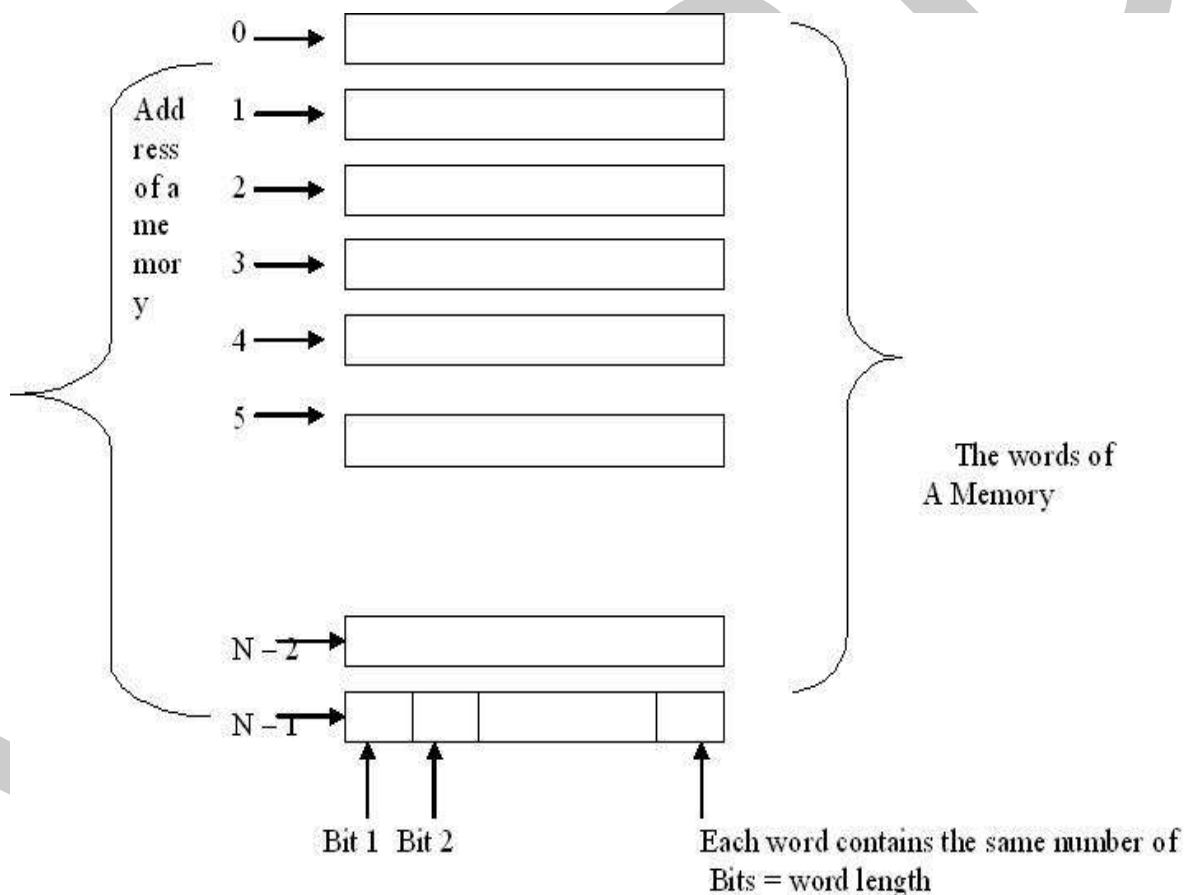 0
Add
ress
of a
me
mor
y
1
2
3
4
5
The words of
A Memory
N – 2
N – 1
Bit 1 Bit 2
Each word contains the same number of
Bits = word length